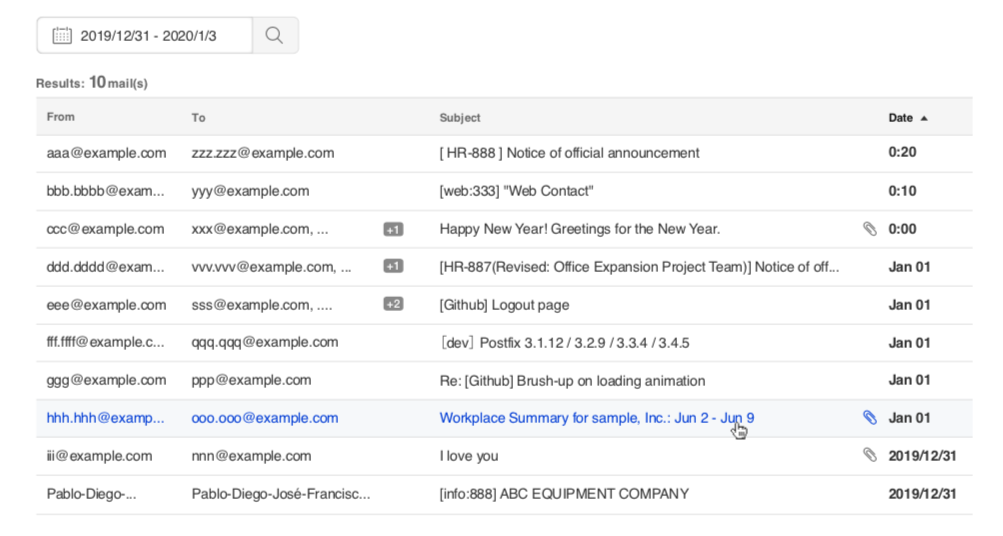 2019/12/31 - 2020/1/3
Results: 10 mail(s)
From To Subject Date ▲
aaa@example.com zzz.zzz@example.com [ HR-888 ] Notice of official announcement 0:20
bbb.bbbb@exam... yyy@example.com [web:333] "Web Contact" 0:10
ccc@example.com xxx@example.com, ... +1 Happy New Year! Greetings for the New Year. 0:00
ddd.dddd@exam... vvv.vvv@example.com, ... +1 [HR-887(Revised: Office Expansion Project Team)] Notice of off... Jan 01
eee@example.com sss@example.com, .... +2 [Github] Logout page Jan 01
fff.ffff@example.c... qqq.qqq@example.com ［dev］Postfix 3.1.12 / 3.2.9 / 3.3.4 / 3.4.5 Jan 01
ggg@example.com ppp@example.com Re: [Github] Brush-up on loading animation Jan 01
hhh.hhh@examp... ooo.ooo@example.com Workplace Summary for sample, Inc.: Jun 2 - Jun 9 Jan 01
iii@example.com nnn@example.com I love you 2019/12/31
Pablo-Diego-... Pablo-Diego-José-Francisc... [info:888] ABC EQUIPMENT COMPANY 2019/12/31